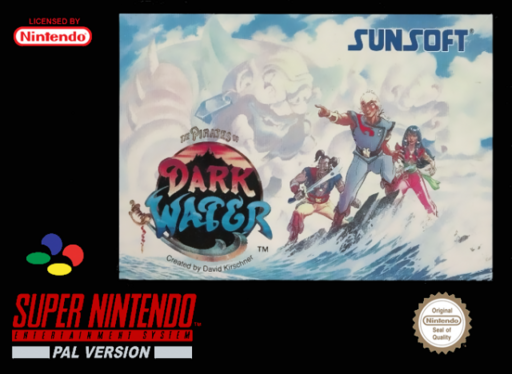 LICENSED BY
Nintendo
SUNSOFT
THE PIRATES OF
DARK
WATER
TM
Created by David Kirschner
SUPER NINTENDO
TM
ENTERTAINMENT SYSTEM
PAL VERSION
Original
Nintendo
Seal of
Quality